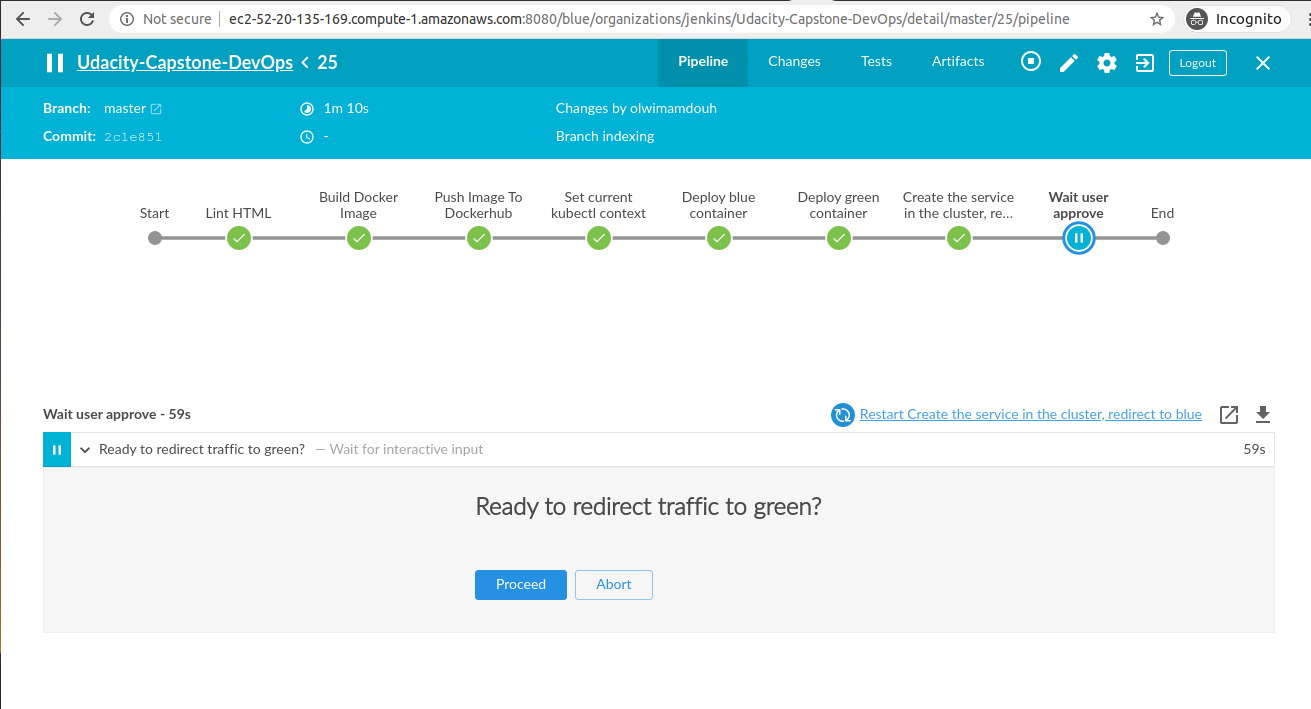 Not secure ec2-52-20-135-169.compute-1.amazonaws.com:8080/blue/organizations/jenkins/Udacity-Capstone-DevOps/detail/master/25/pipeline Incognito
Udacity-Capstone-DevOps < 25 Pipeline Changes Tests Artifacts Logout
Branch: master 1m 10s Changes by olwimamdouh
Commit: 2c1e851 - Branch indexing
Start
Lint HTML
Build Docker
Image
Push Image To
Dockerhub
Set current
kubectl context
Deploy blue
container
Deploy green
container
Create the service
in the cluster, re...
Wait user
approve
End
Wait user approve - 59s Restart Create the service in the cluster, redirect to blue
Ready to redirect traffic to green? — Wait for interactive input 59s
Ready to redirect traffic to green?
Proceed Abort